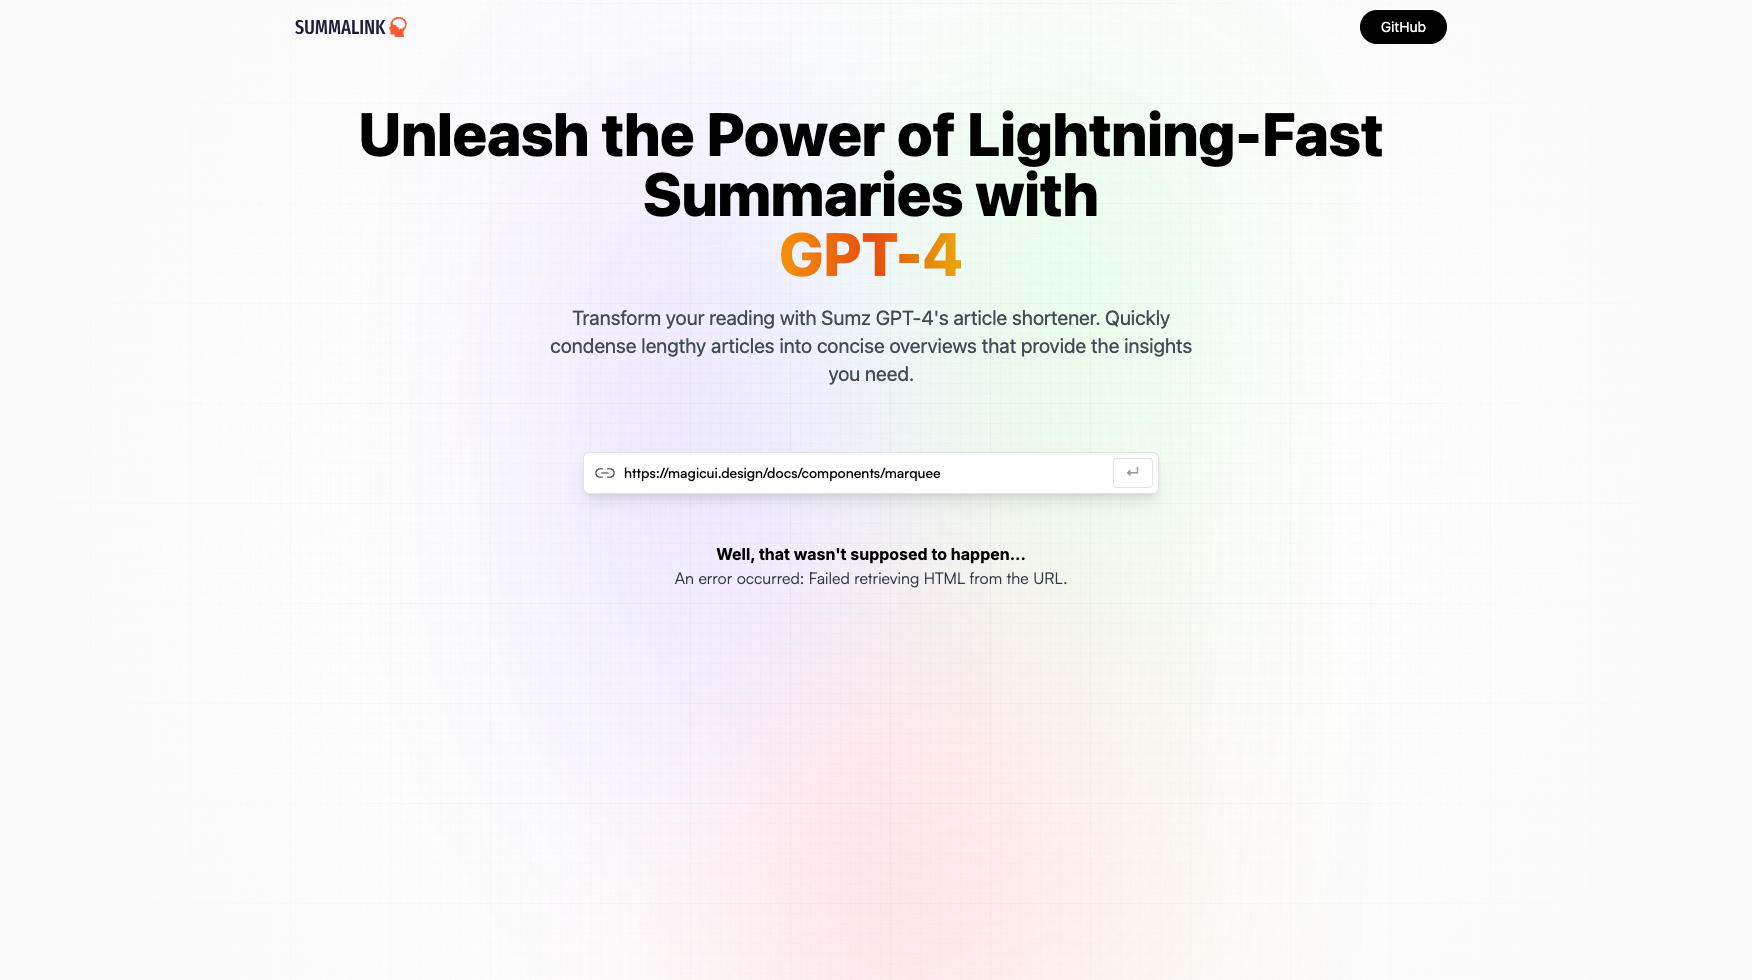 SUMMALINK
GitHub
Unleash the Power of Lightning-Fast
Summaries with
GPT-4
Transform your reading with Sumz GPT-4's article shortener. Quickly
condense lengthy articles into concise overviews that provide the insights
you need.
https://magicui.design/docs/components/marquee
Well, that wasn't supposed to happen...
An error occurred: Failed retrieving HTML from the URL.